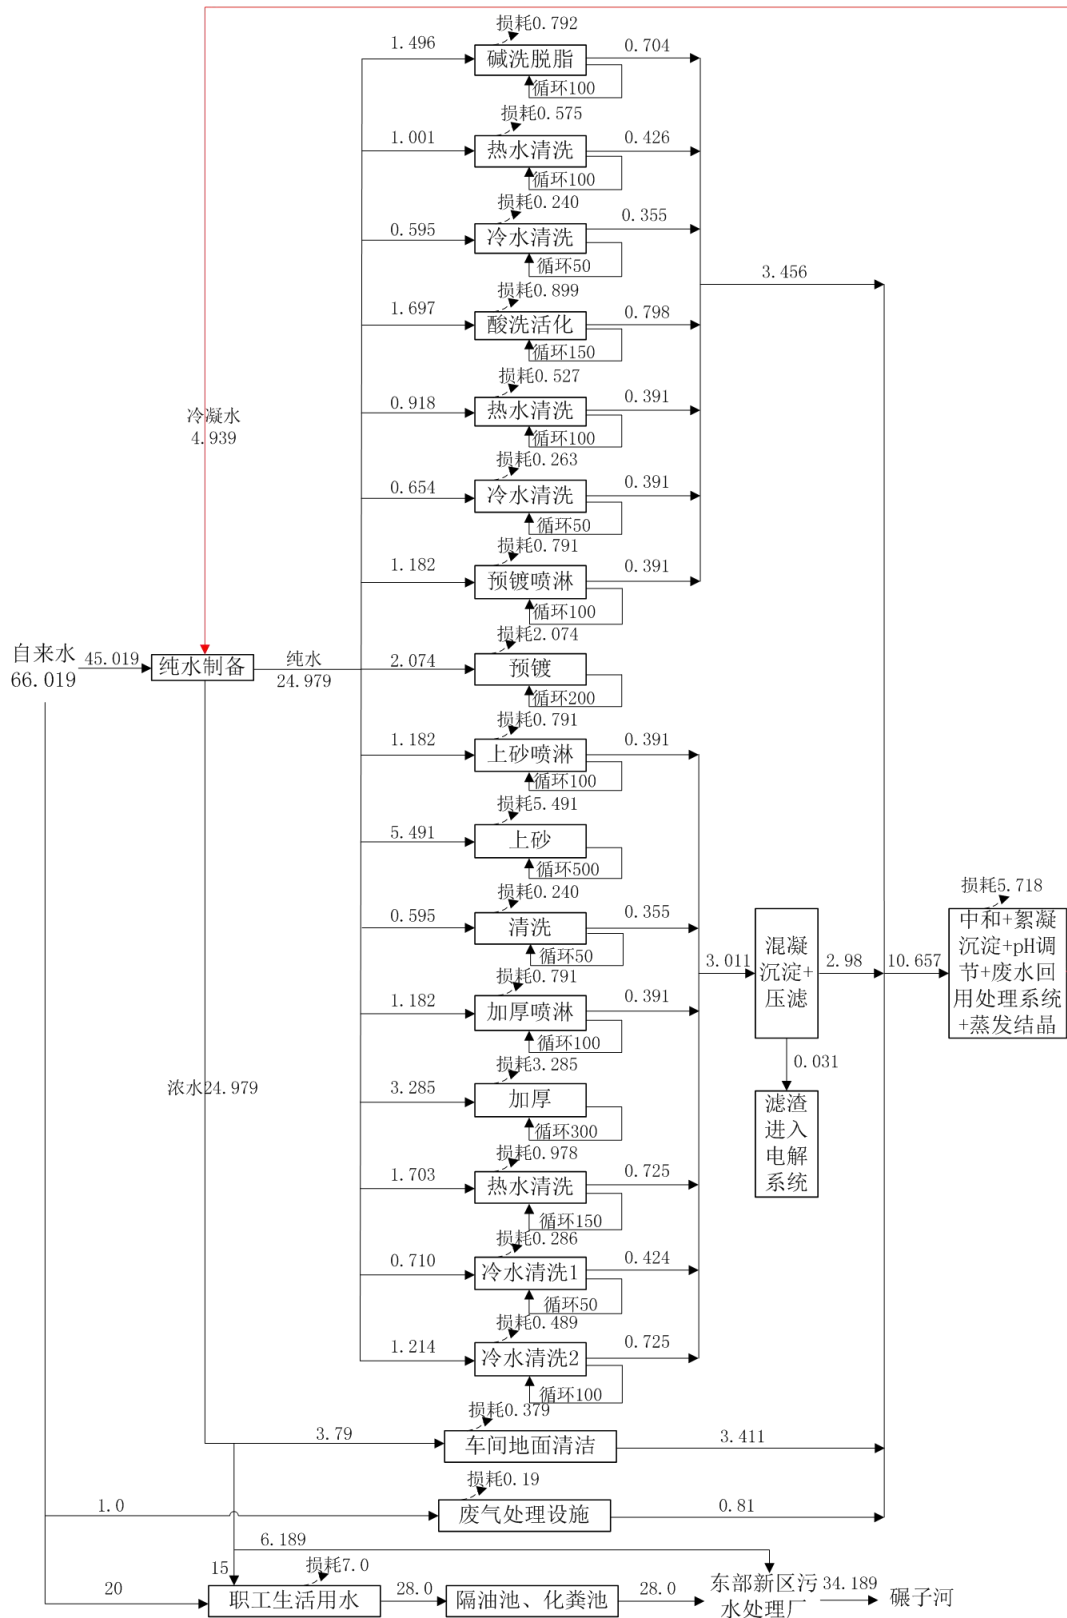 损耗0.792
1.496
碱洗脱脂
0.704
循环100
损耗0.575
1.001
热水清洗
0.426
循环100
损耗0.240
0.595
冷水清洗
0.355
循环50
3.456
损耗0.899
1.697
酸洗活化
0.798
循环150
损耗0.527
冷凝水
4.939
0.918
热水清洗
0.391
循环100
损耗0.263
0.654
冷水清洗
0.391
循环50
损耗0.791
1.182
预镀喷淋
0.391
循环100
自来水
66.019
45.019
纯水制备
纯水
24.979
损耗2.074
2.074
预镀
循环200
损耗0.791
1.182
上砂喷淋
0.391
循环100
损耗5.491
5.491
上砂
循环500
损耗0.240
0.595
清洗
0.355
循环50
3.011
混凝
沉淀+
压滤
2.98
10.657
损耗5.718
中和+絮凝
沉淀+pH调
节+废水回
用处理系统
+蒸发结晶
损耗0.791
1.182
加厚喷淋
0.391
循环100
0.031
滤渣
进入
电解
系统
浓水24.979
损耗3.285
3.285
加厚
循环300
损耗0.978
1.703
热水清洗
0.725
循环150
损耗0.286
0.710
冷水清洗1
0.424
循环50
损耗0.489
1.214
冷水清洗2
0.725
循环100
损耗0.379
3.79
车间地面清洁
3.411
损耗0.19
1.0
废气处理设施
0.81
6.189
15
损耗7.0
20
职工生活用水
28.0
隔油池、化粪池
28.0
东部新区污
水处理厂
34.189
碾子河